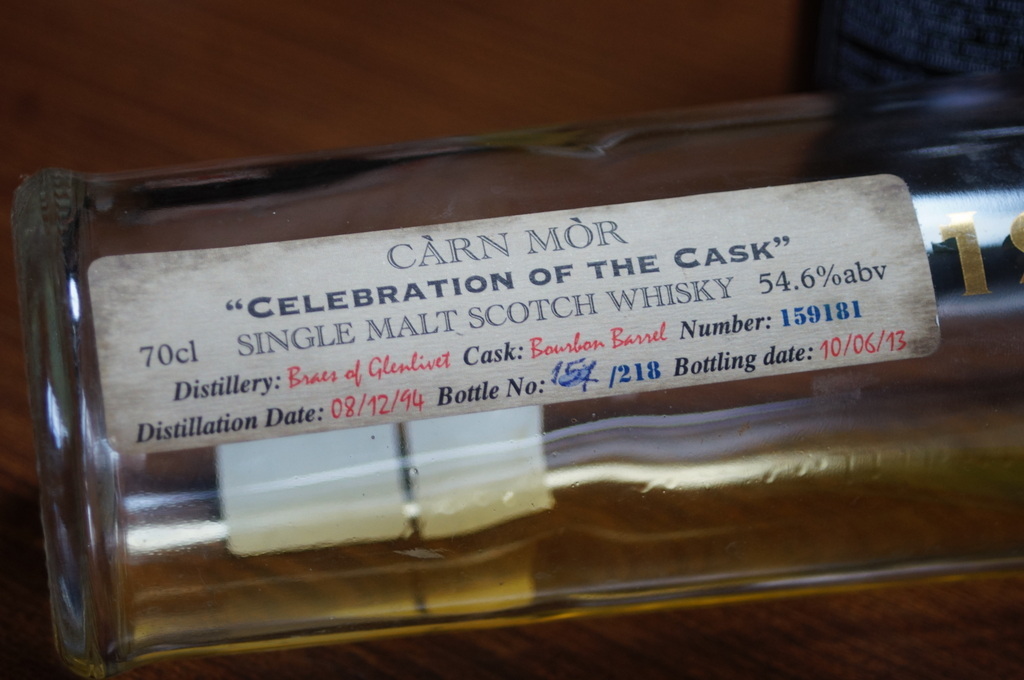 CÀRN MÒR
“CELEBRATION OF THE CASK”
70cl SINGLE MALT SCOTCH WHISKY 54.6%abv
Distillery: Braes of Glenlivet Cask: Bourbon Barrel Number: 159181
Distillation Date: 08/12/94 Bottle No: /218 Bottling date: 10/06/13